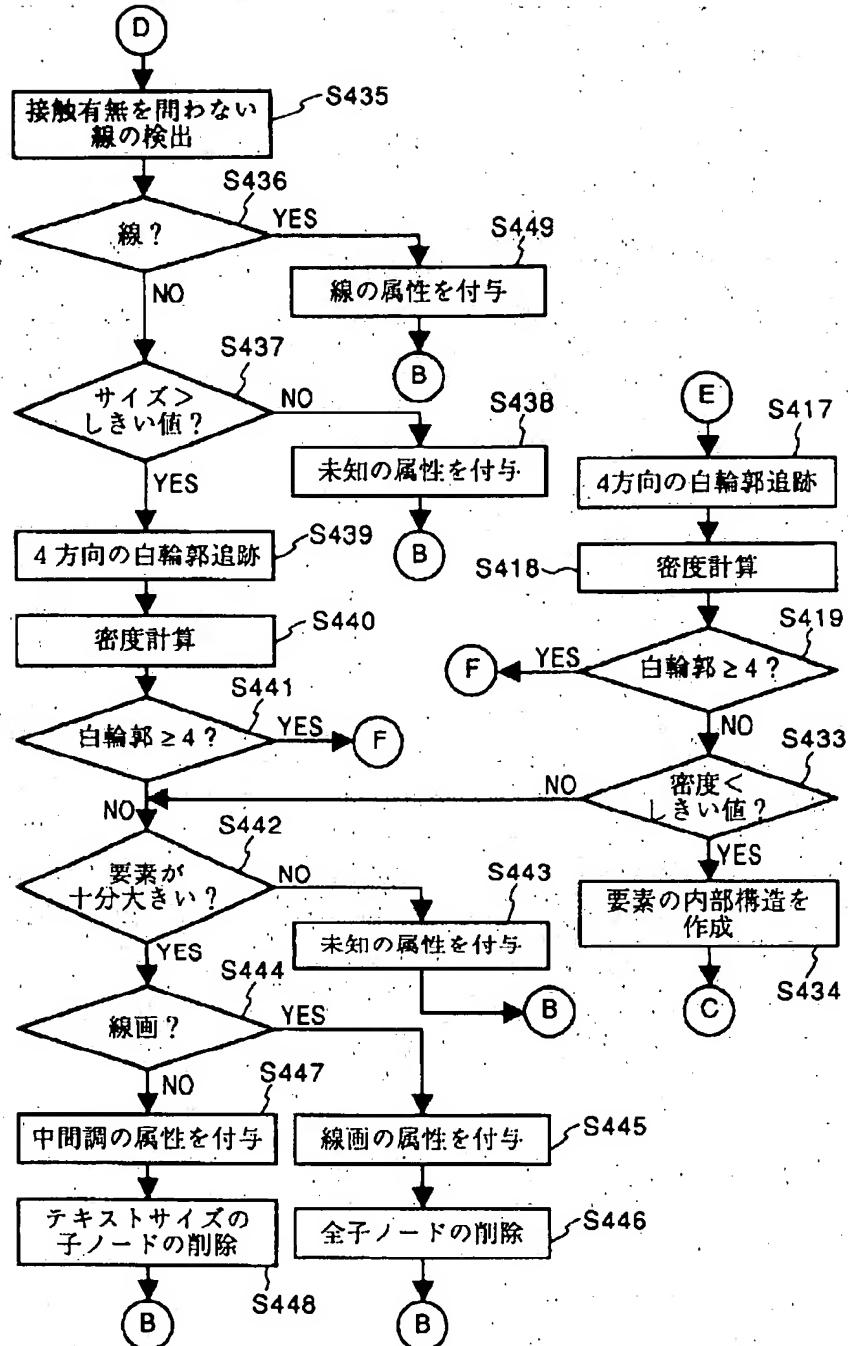 D
接触有無を問わない
線の検出
S435
S436
線?
YES
NO
S449
線の属性を付与
B
S437
サイズ>
しきい値?
NO
YES
S438
未知の属性を付与
B
S439
4方向の白輪郭追跡
S440
密度計算
S441
白輪郭≥4?
YES
F
NO
E
S417
4方向の白輪郭追跡
S418
密度計算
S419
白輪郭≥4?
YES
F
NO
S433
密度<
しきい値?
NO
YES
要素の内部構造を
作成
S434
C
S442
要素が
十分大きい?
NO
YES
S443
未知の属性を付与
B
S444
線画?
YES
NO
S447
中間調の属性を付与
テキストサイズの
子ノードの削除
S448
B
線画の属性を付与
S445
全子ノードの削除
S446
B